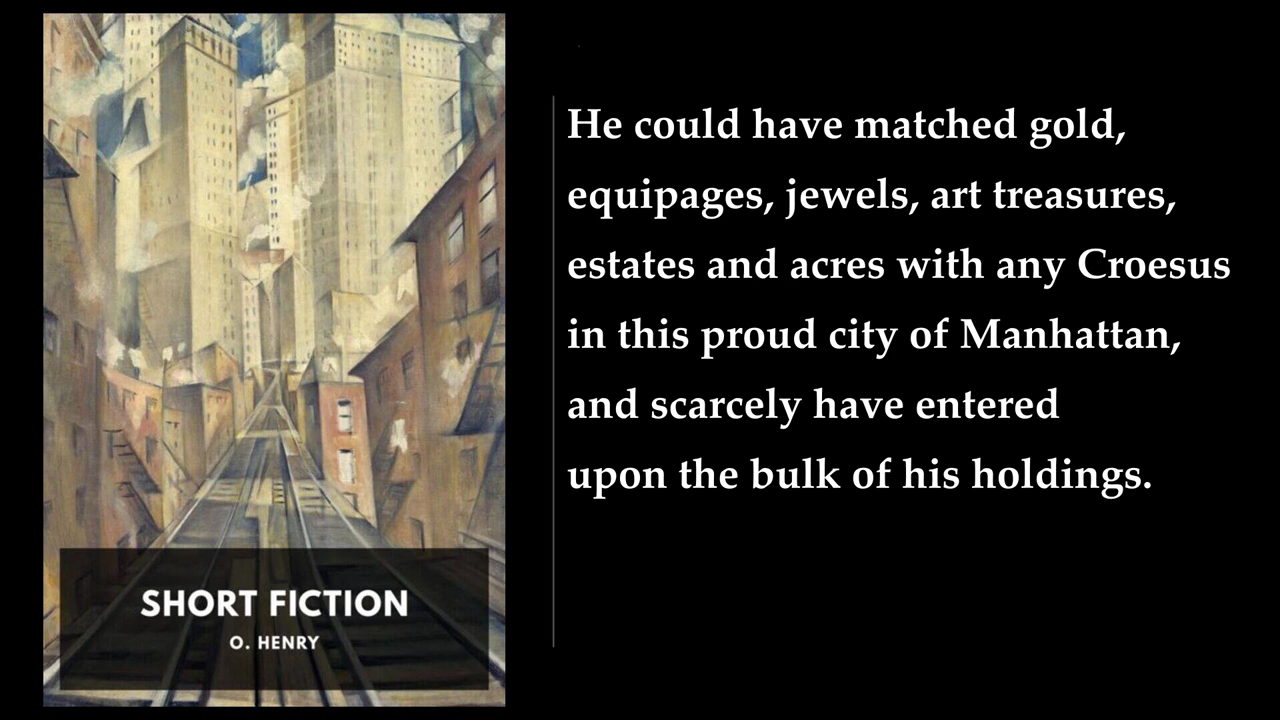 He could have matched gold,
equipages, jewels, art treasures,
estates and acres with any Croesus
in this proud city of Manhattan,
and scarcely have entered
upon the bulk of his holdings.
SHORT FICTION
O. HENRY